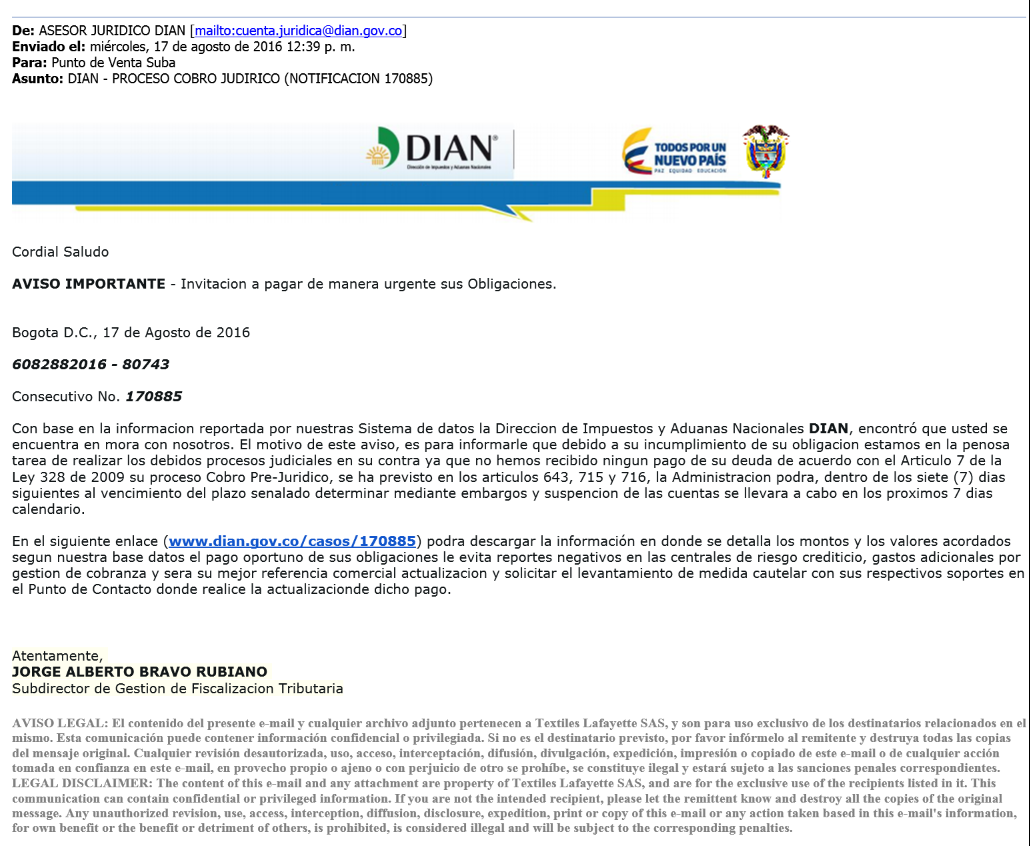 De: ASESOR JURIDICO DIAN [mailto:cuenta.juridica@dian.gov.co]
Enviado el: miércoles, 17 de agosto de 2016 12:39 p. m.
Para: Punto de Venta Suba
Asunto: DIAN - PROCESO COBRO JUDIRICO (NOTIFICACION 170885)
DIAN®
Dirección de Impuestos y Aduanas Nacionales
TODOS POR UN
NUEVO PAÍS
PAZ EQUIDAD EDUCACIÓN
Cordial Saludo
AVISO IMPORTANTE - Invitacion a pagar de manera urgente sus Obligaciones.
Bogota D.C., 17 de Agosto de 2016
6082882016 - 80743
Consecutivo No. 170885
Con base en la informacion reportada por nuestras Sistema de datos la Direccion de Impuestos y Aduanas Nacionales DIAN, encontró que usted se
encuentra en mora con nosotros. El motivo de este aviso, es para informarle que debido a su incumplimiento de su obligacion estamos en la penosa
tarea de realizar los debidos procesos judiciales en su contra ya que no hemos recibido ningun pago de su deuda de acuerdo con el Articulo 7 de la
Ley 328 de 2009 su proceso Cobro Pre-Juridico, se ha previsto en los articulos 643, 715 y 716, la Administracion podra, dentro de los siete (7) dias
siguientes al vencimiento del plazo senalado determinar mediante embargos y suspencion de las cuentas se llevara a cabo en los proximos 7 dias
calendario.
En el siguiente enlace (www.dian.gov.co/casos/170885) podra descargar la información en donde se detalla los montos y los valores acordados
segun nuestra base datos el pago oportuno de sus obligaciones le evita reportes negativos en las centrales de riesgo crediticio, gastos adicionales por
gestion de cobranza y sera su mejor referencia comercial actualizacion y solicitar el levantamiento de medida cautelar con sus respectivos soportes en
el Punto de Contacto donde realice la actualizacionde dicho pago.
Atentamente,
JORGE ALBERTO BRAVO RUBIANO
Subdirector de Gestion de Fiscalizacion Tributaria
AVISO LEGAL: El contenido del presente e-mail y cualquier archivo adjunto pertenecen a Textiles Lafayette SAS, y son para uso exclusivo de los destinatarios relacionados en el
mismo. Esta comunicación puede contener información confidencial o privilegiada. Si no es el destinatario previsto, por favor infórmelo al remitente y destruya todas las copias
del mensaje original. Cualquier revisión desautorizada, uso, acceso, interceptación, difusión, divulgación, expedición, impresión o copiado de este e-mail o de cualquier acción
tomada en confianza en este e-mail, en provecho propio o ajeno o con perjuicio de otro se prohíbe, se constituye ilegal y estará sujeto a las sanciones penales correspondientes.
LEGAL DISCLAIMER: The content of this e-mail and any attachment are property of Textiles Lafayette SAS, and are for the exclusive use of the recipients listed in it. This
communication can contain confidential or privileged information. If you are not the intended recipient, please let the remittent know and destroy all the copies of the original
message. Any unauthorized revision, use, access, interception, diffusion, disclosure, expedition, print or copy of this e-mail or any action taken based in this e-mail's information,
for own benefit or the benefit or detriment of others, is prohibited, is considered illegal and will be subject to the corresponding penalties.